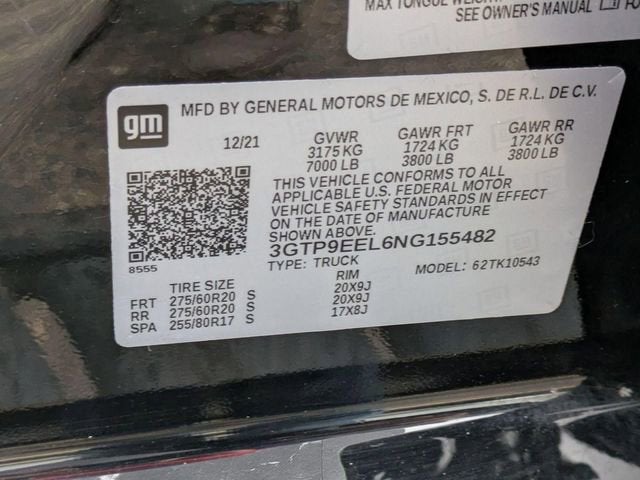 MAX TONGUE WEIGHT
SEE OWNER'S MANUAL
gm
MFD BY GENERAL MOTORS DE MEXICO, S. DE R.L. DE C.V.
12/21 GVWR GAWR FRT GAWR RR
3175 KG 1724 KG 1724 KG
7000 LB 3800 LB 3800 LB
THIS VEHICLE CONFORMS TO ALL
APPLICABLE U.S. FEDERAL MOTOR
VEHICLE SAFETY STANDARDS IN EFFECT
ON THE DATE OF MANUFACTURE
SHOWN ABOVE.
3GTP9EEL6NG155482
8555 TYPE: TRUCK MODEL: 62TK10543
TIRE SIZE RIM
FRT 275/60R20 S 20X9J
RR 275/60R20 S 20X9J
SPA 255/80R17 S 17X8J